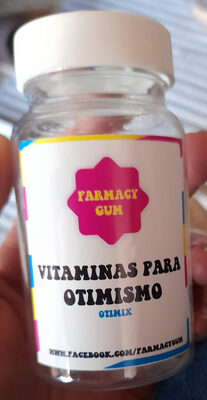 FARMACY
GUM
VITAMINAS PARA
OTIMISMO
OTIMIX
WWW.FACEBOOK.COM/FARMACYGUM